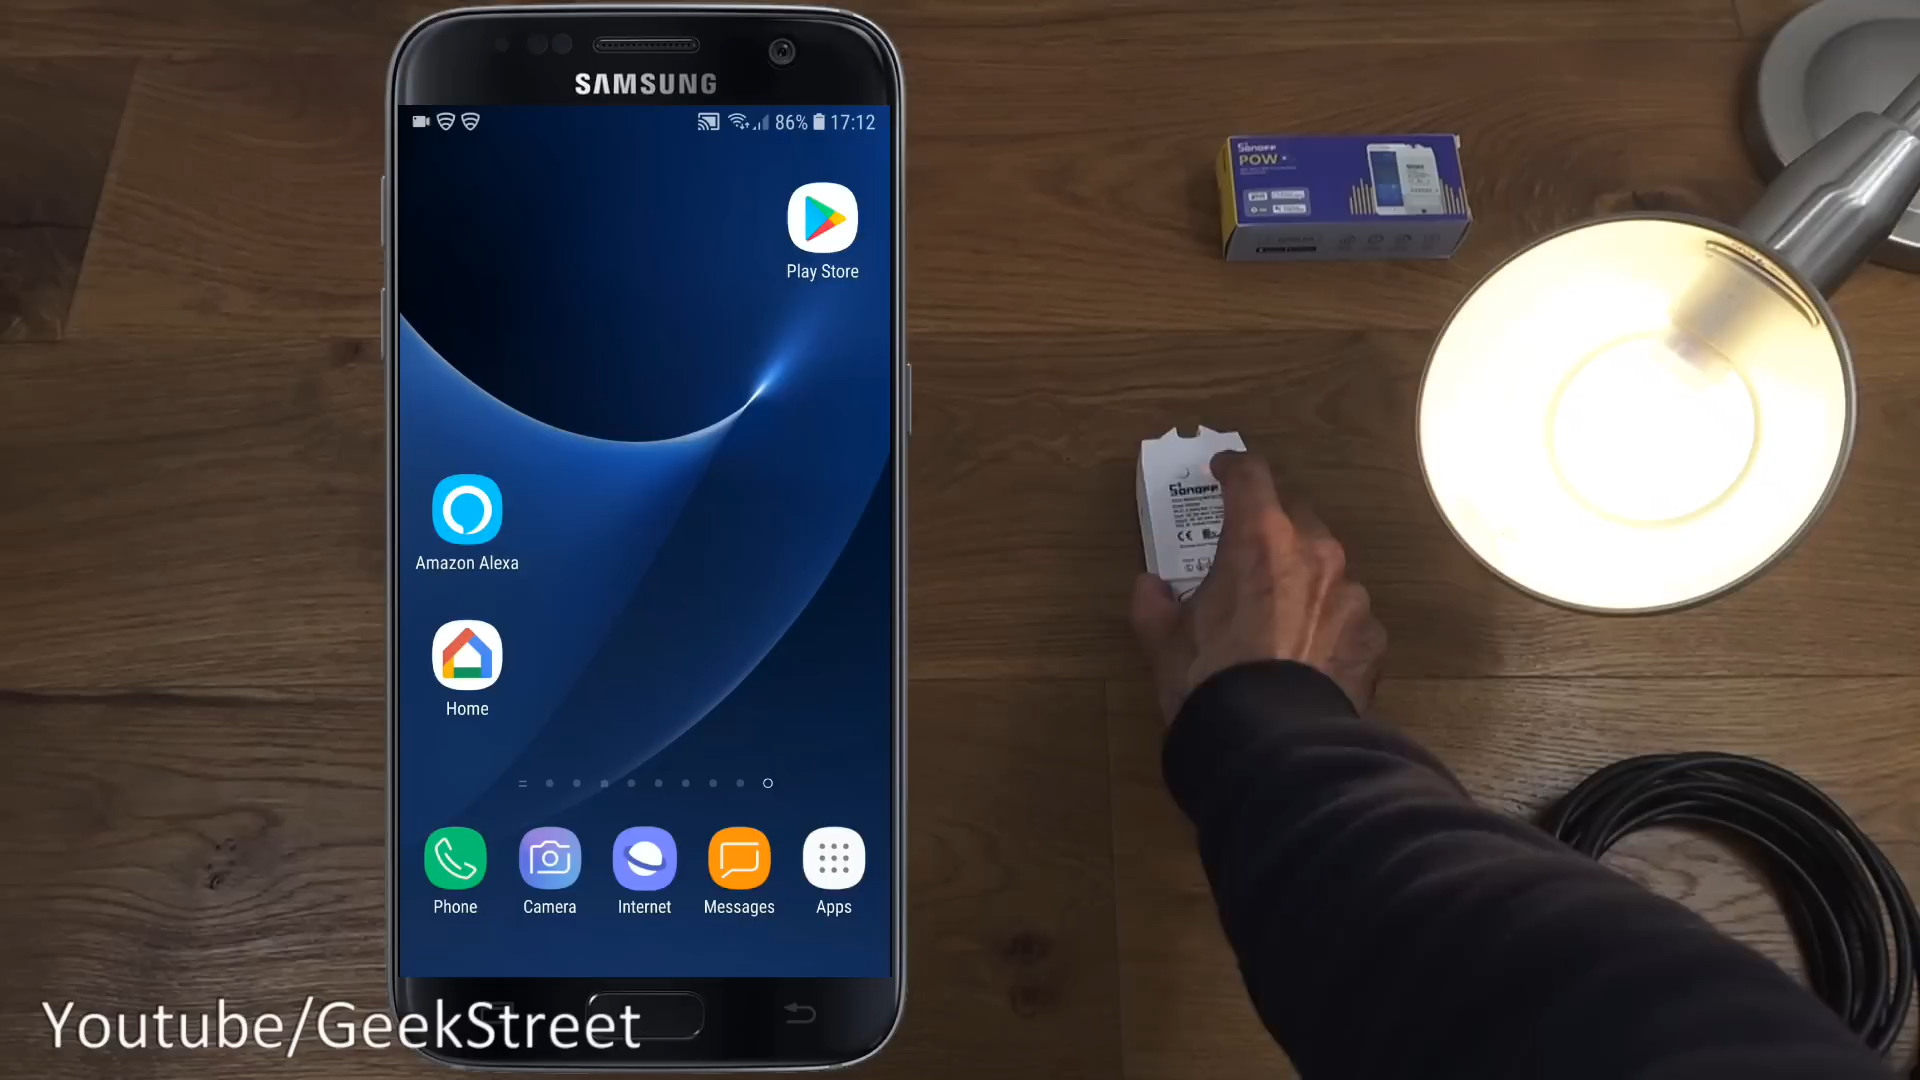 SAMSUNG
86% 17:12
Play Store
Amazon Alexa
Home
Phone
Camera
Internet
Messages
Apps
SONOFF
POW
SONOFF
CE
Youtube/GeekStreet